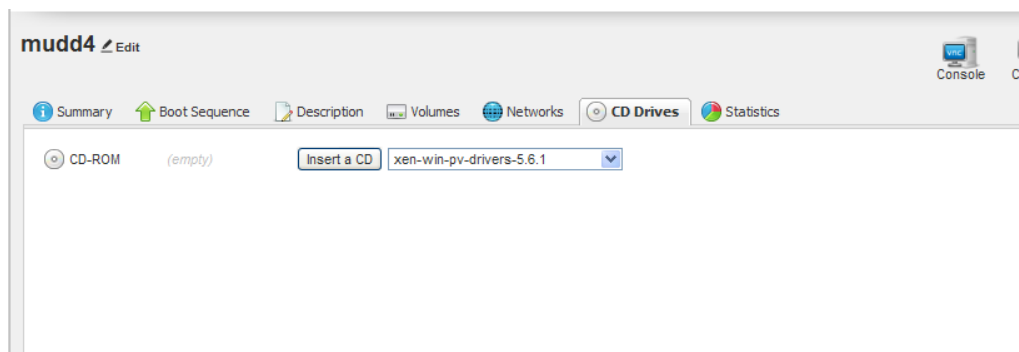 mudd4 Edit
vnc
Console
Summary Boot Sequence Description Volumes Networks CD Drives Statistics
CD-ROM (empty) Insert a CD xen-win-pv-drivers-5.6.1